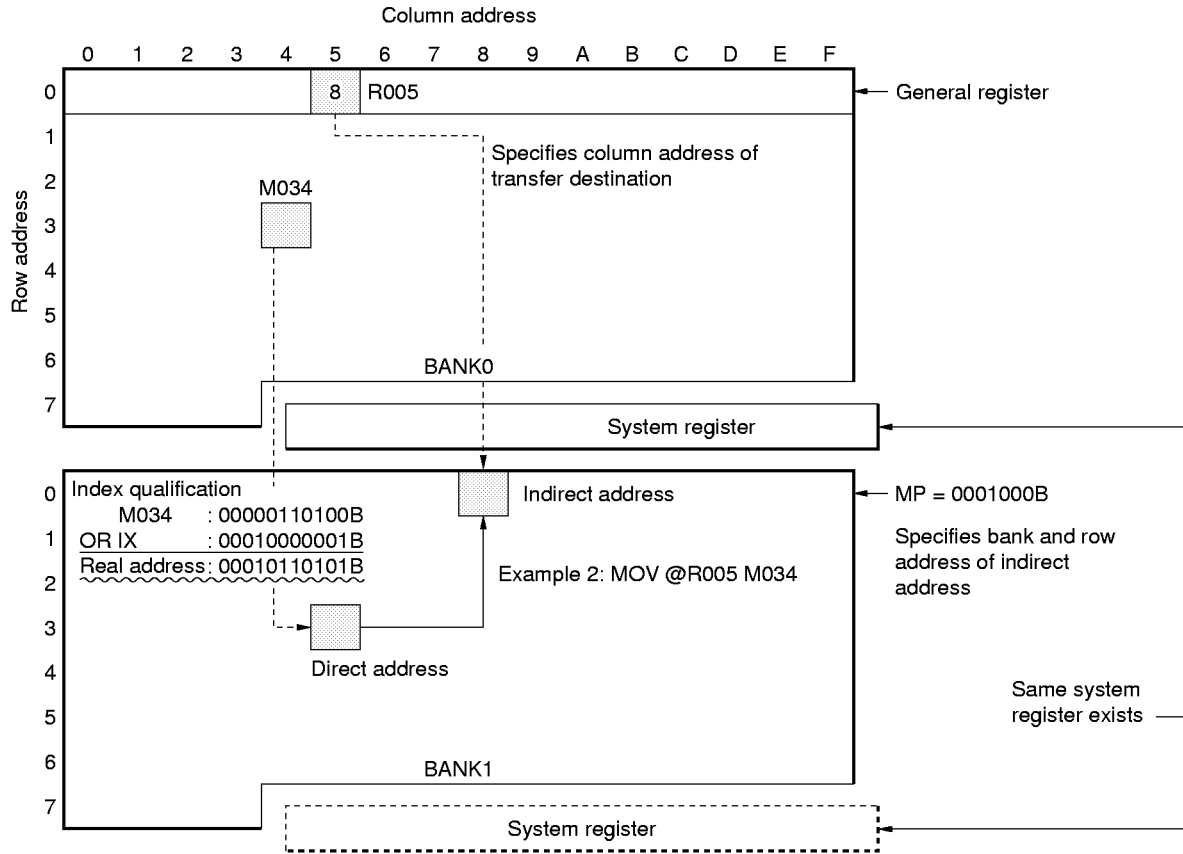 Column address
0 1 2 3 4 5 6 7 8 9 A B C D E F
Row address
0
8
R005
General register
1
Specifies column address of
transfer destination
2
M034
3
4
5
6
BANK0
7
System register
0
Index qualification
M034 : 00000110100B
OR IX : 00010000001B
Real address : 00010110101B
Indirect address
MP = 0001000B
Specifies bank and row
address of indirect
address
1
2
Example 2: MOV @R005 M034
3
Direct address
4
5
Same system
register exists
6
BANK1
7
System register